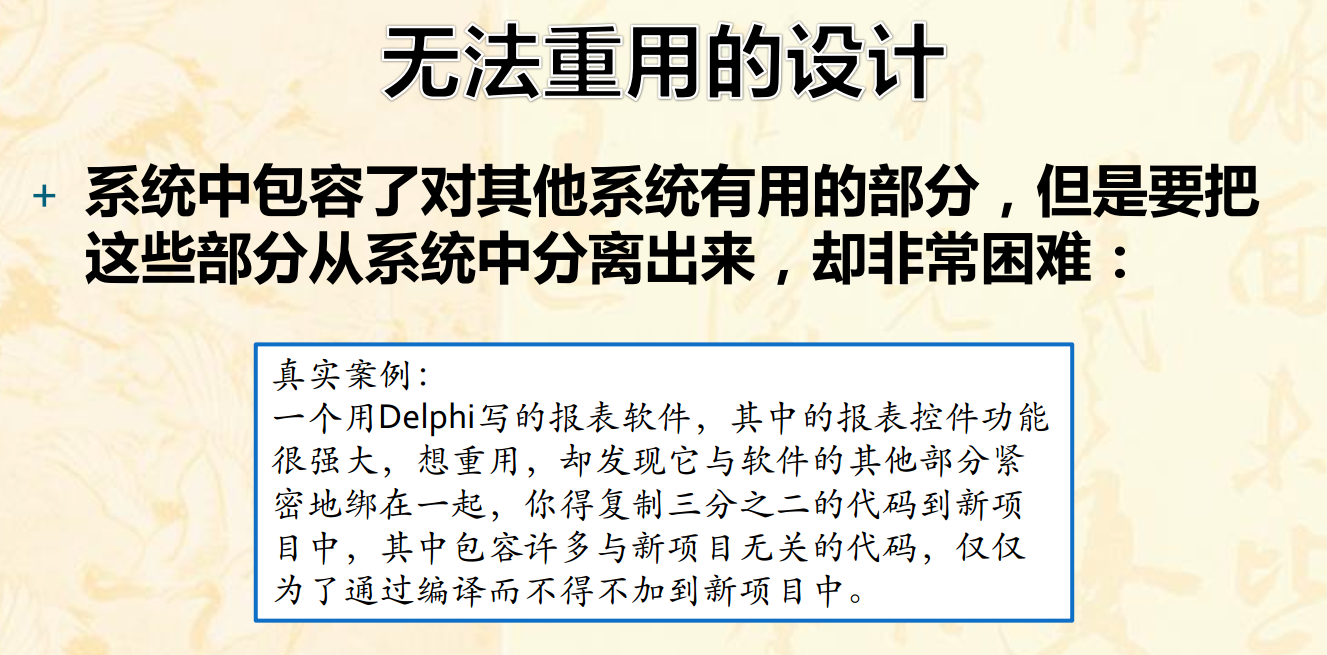 无法重用的设计
+ 系统中包容了对其他系统有用的部分，但是要把
这些部分从系统中分离出来，却非常困难：
真实案例：
一个用Delphi写的报表软件，其中的报表控件功能
很强大，想重用，却发现它与软件的其他部分紧
密地绑在一起，你得复制三分之二的代码到新项
目中，其中包容许多与新项目无关的代码，仅仅
为了通过编译而不得不加到新项目中。